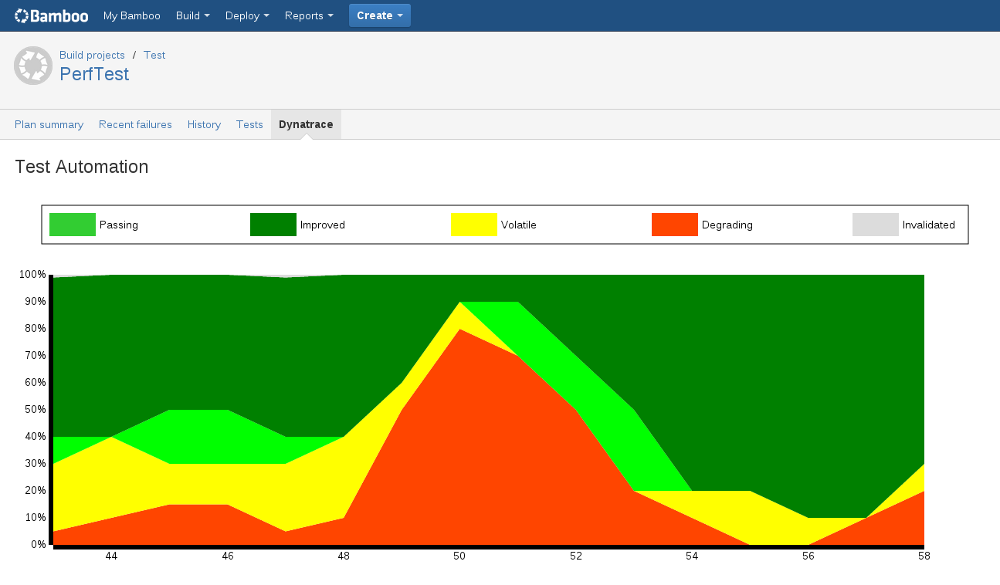 Bamboo My Bamboo Build Deploy Reports Create
Build projects / Test
PerfTest
Plan summary Recent failures History Tests Dynatrace
Test Automation
Passing Improved Volatile Degrading Invalidated
100%
90%
80%
70%
60%
50%
40%
30%
20%
10%
0%
44 46 48 50 52 54 56 58